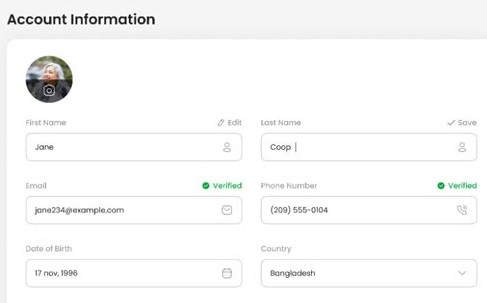 Account Information
First Name
Edit
Last Name
Save
Jane
Coop
Email
Verified
Phone Number
Verified
jane234@example.com
(209) 555-0104
Date of Birth
Country
17 nov, 1996
Bangladesh